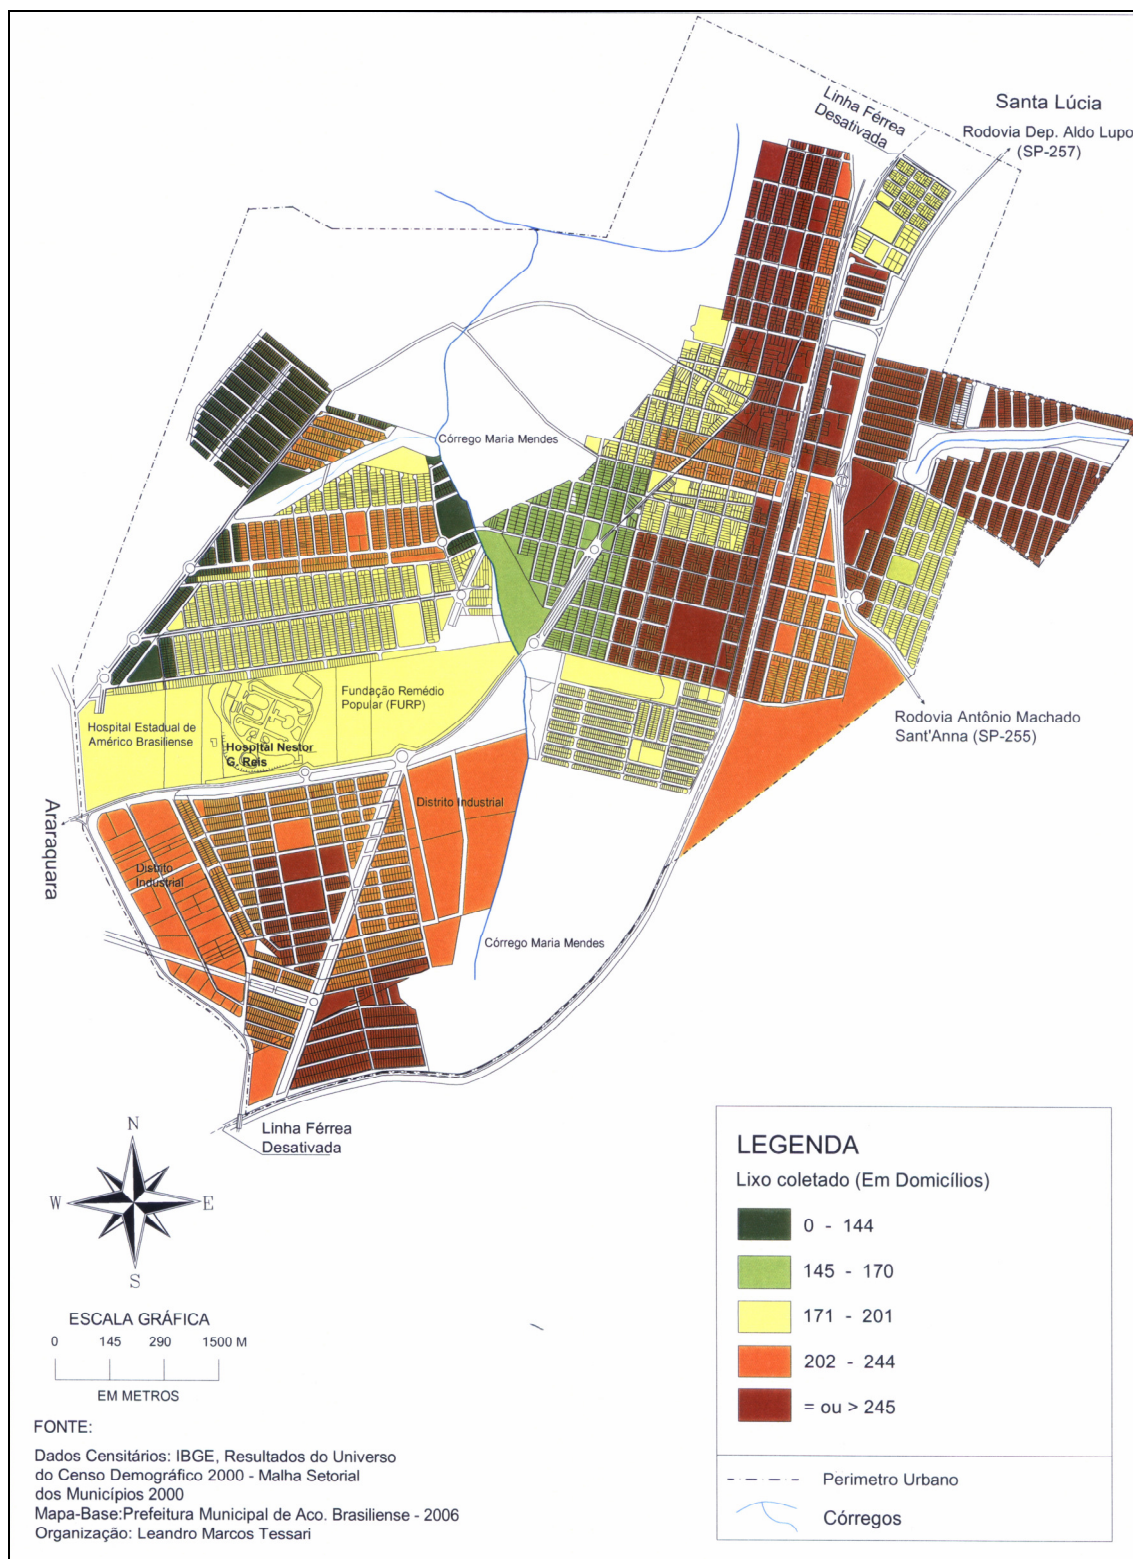 Linha Férrea
Desativada
Santa Lúcia
Rodovia Dep. Aldo Lupo
(SP-257)
Córrego Maria Mendes
Fundação Remédio
Popular (FURP)
Hospital Estadual de
Américo Brasiliense
Hospital Nestor
G. Reis
Rodovia Antônio Machado
Sant'Anna (SP-255)
Araraquara
Distrito Industrial
Distrito
Industrial
Córrego Maria Mendes
Linha Férrea
Desativada
N
W
E
S
ESCALA GRÁFICA
0 145 290 1500 M
EM METROS
LEGENDA
Lixo coletado (Em Domicílios)
0 - 144
145 - 170
171 - 201
202 - 244
= ou > 245
Perimetro Urbano
Córregos
FONTE:
Dados Censitários: IBGE, Resultados do Universo
do Censo Demográfico 2000 - Malha Setorial
dos Municípios 2000
Mapa-Base:Prefeitura Municipal de Aco. Brasiliense - 2006
Organização: Leandro Marcos Tessari